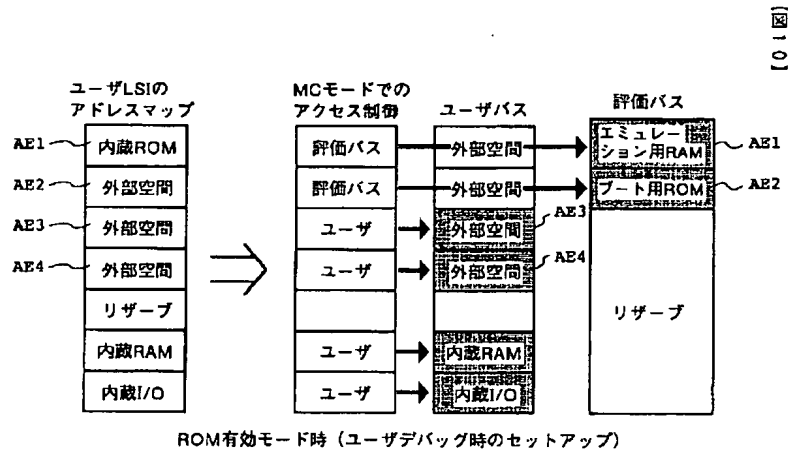 【図10】
ユーザLSIの
アドレスマップ
AE1
内蔵ROM
AE2
外部空間
AE3
外部空間
AE4
外部空間
リザーブ
内蔵RAM
内蔵I/O
MCモードでの
アクセス制御
評価バス
評価バス
ユーザ
ユーザ
ユーザ
ユーザ
ユーザバス
外部空間
外部空間
外部空間
AE3
外部空間
AE4
内蔵RAM
内蔵I/O
評価バス
エミュレー
ション用RAM
AE1
ブート用ROM
AE2
リザーブ
ROM有効モード時（ユーザデバッグ時のセットアップ）